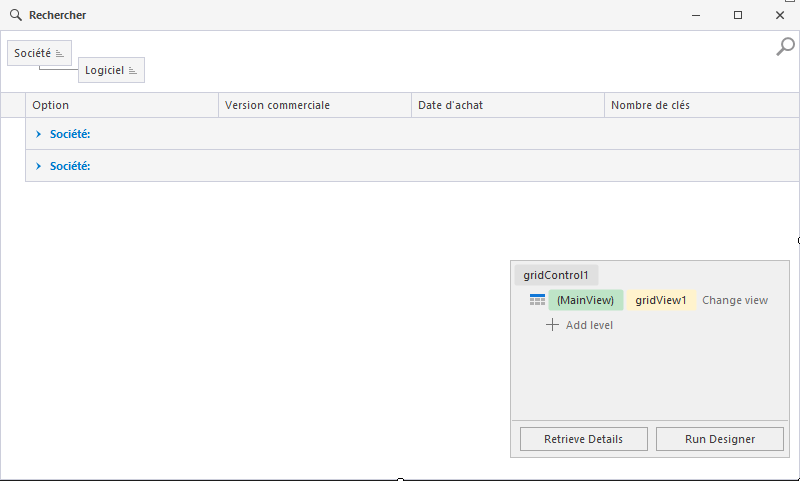 Rechercher
Société
Logiciel
Option Version commerciale Date d'achat Nombre de clés
Société:
Société:
gridControl1
(MainView) gridView1 Change view
Add level
Retrieve Details Run Designer